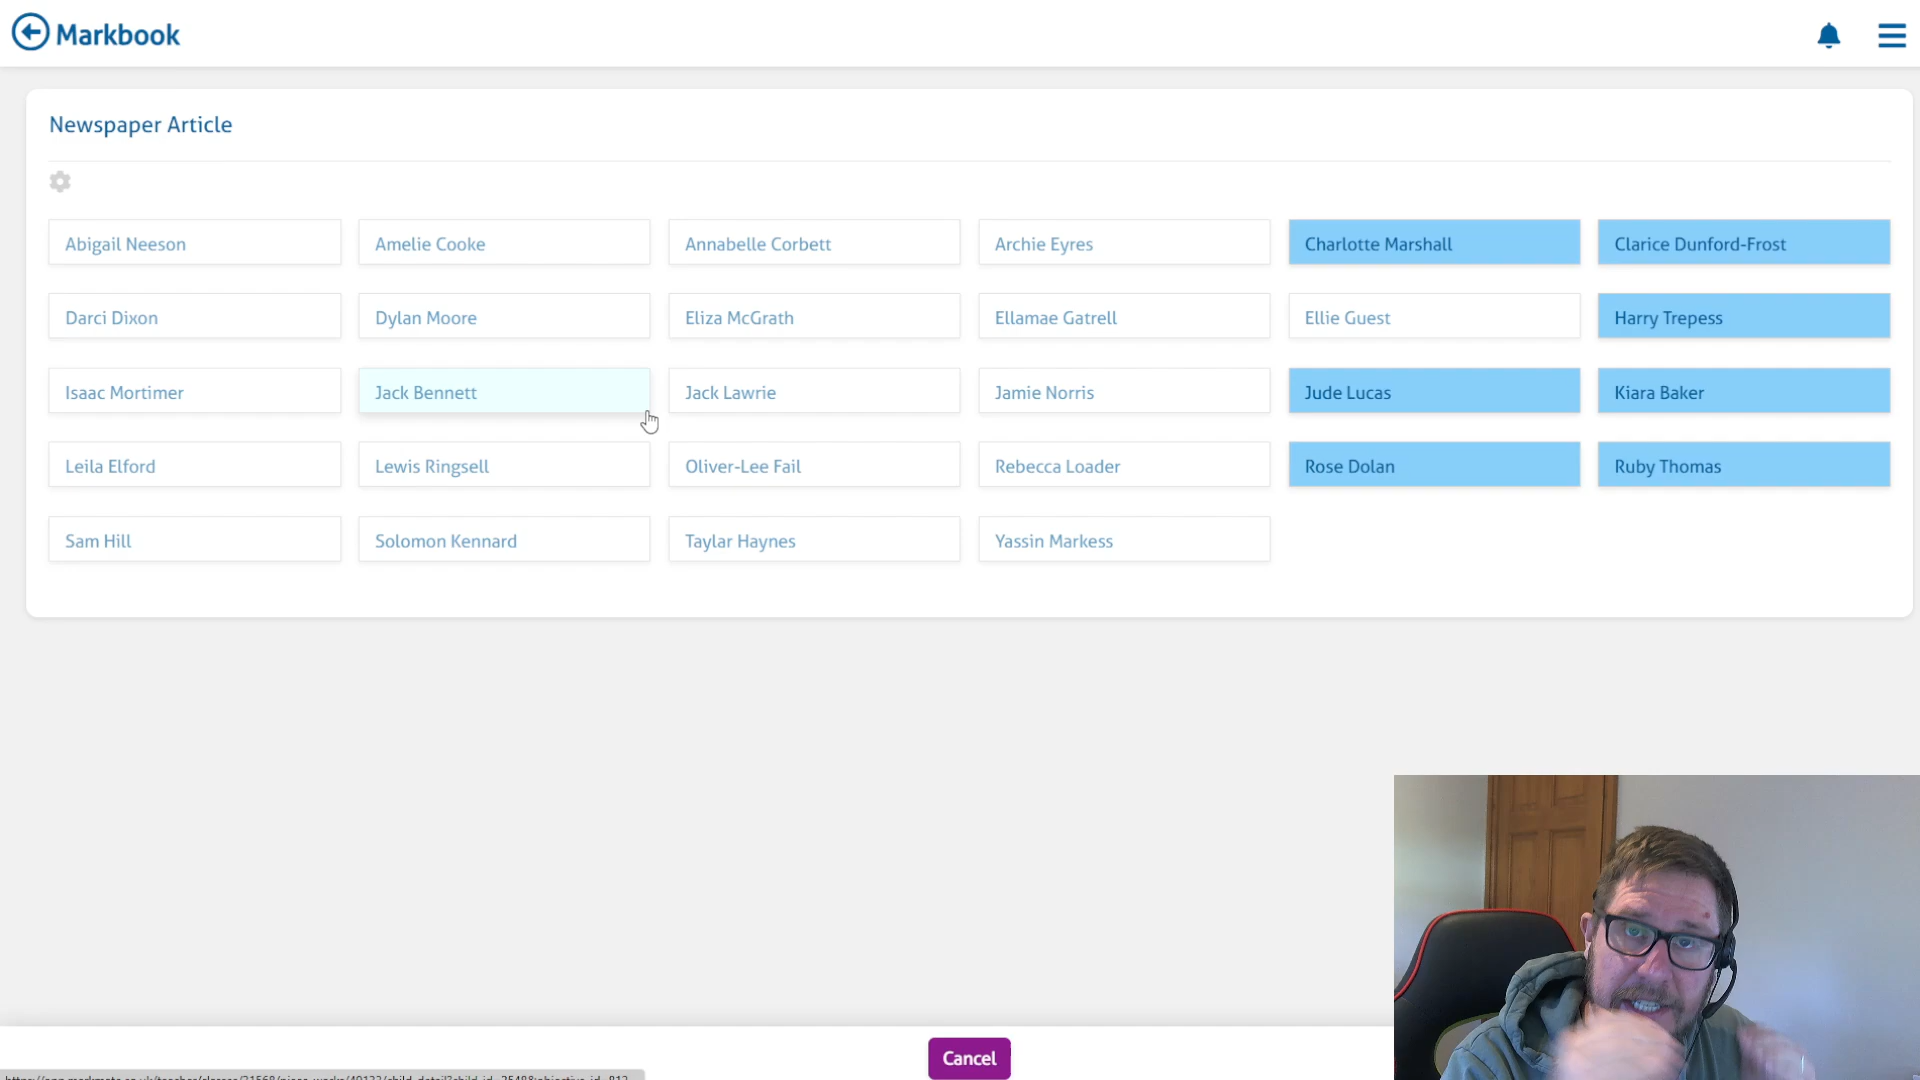 Markbook
Newspaper Article
Abigail Neeson
Amelie Cooke
Annabelle Corbett
Archie Eyres
Charlotte Marshall
Clarice Dunford-Frost
Darci Dixon
Dylan Moore
Eliza McGrath
Ellamae Gatrell
Ellie Guest
Harry Trepess
Isaac Mortimer
Jack Bennett
Jack Lawrie
Jamie Norris
Jude Lucas
Kiara Baker
Leila Elford
Lewis Ringsell
Oliver-Lee Fail
Rebecca Loader
Rose Dolan
Ruby Thomas
Sam Hill
Solomon Kennard
Taylar Haynes
Yassin Markess
Cancel